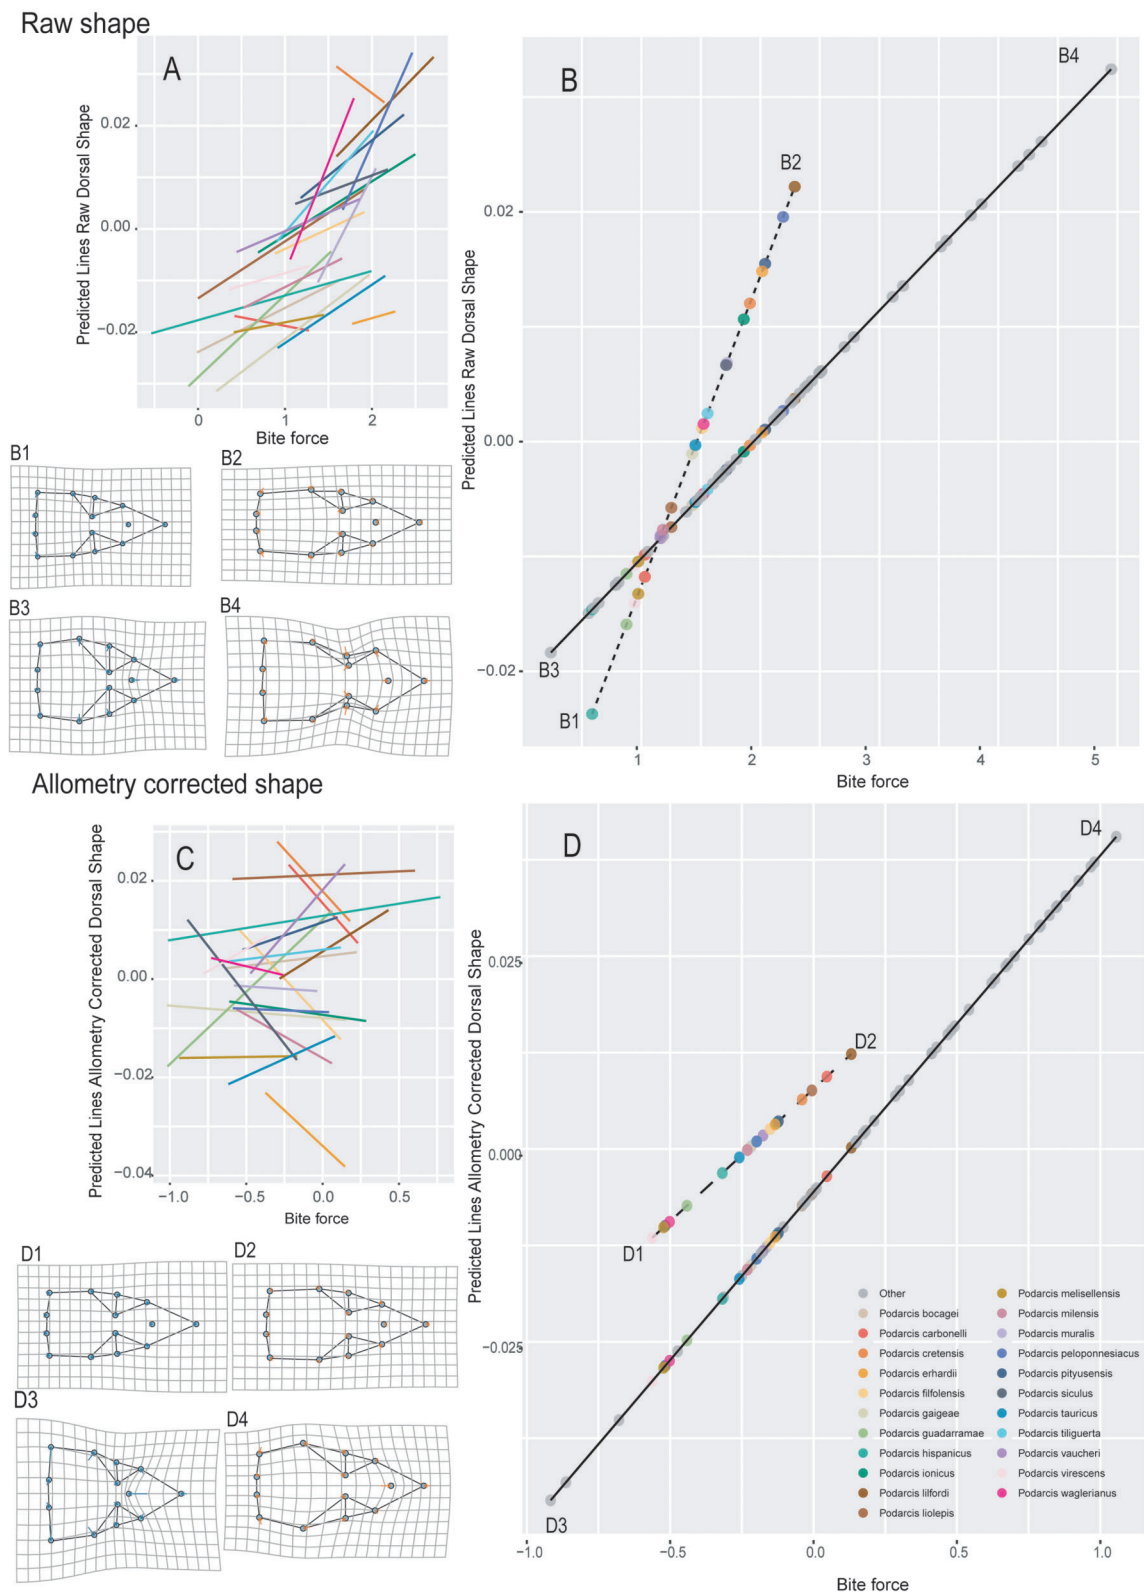 Raw shape
A
Predicted Lines Raw Dorsal Shape
0.02
0.00
−0.02
0
1
2
Bite force
B
B4
B2
B3
B1
Predicted Lines Raw Dorsal Shape
0.02
0.00
−0.02
1
2
3
4
5
Bite force
B1
B2
B3
B4
Allometry corrected shape
C
Predicted Lines Allometry Corrected Dorsal Shape
0.02
0.00
−0.02
−0.04
−1.0
−0.5
0.0
0.5
Bite force
D
D4
D2
D1
D3
Predicted Lines Allometry Corrected Dorsal Shape
0.025
0.000
−0.025
−1.0
−0.5
0.0
0.5
1.0
Bite force
Other
Podarcis bocagei
Podarcis carbonelli
Podarcis cretensis
Podarcis erhardii
Podarcis filfolensis
Podarcis gaigeae
Podarcis guadarramae
Podarcis hispanicus
Podarcis ionicus
Podarcis lilfordi
Podarcis liolepis
Podarcis melisellensis
Podarcis milensis
Podarcis muralis
Podarcis peloponnesiacus
Podarcis pityusensis
Podarcis siculus
Podarcis tauricus
Podarcis tiliguerta
Podarcis vaucheri
Podarcis virescens
Podarcis waglerianus
D1
D2
D3
D4